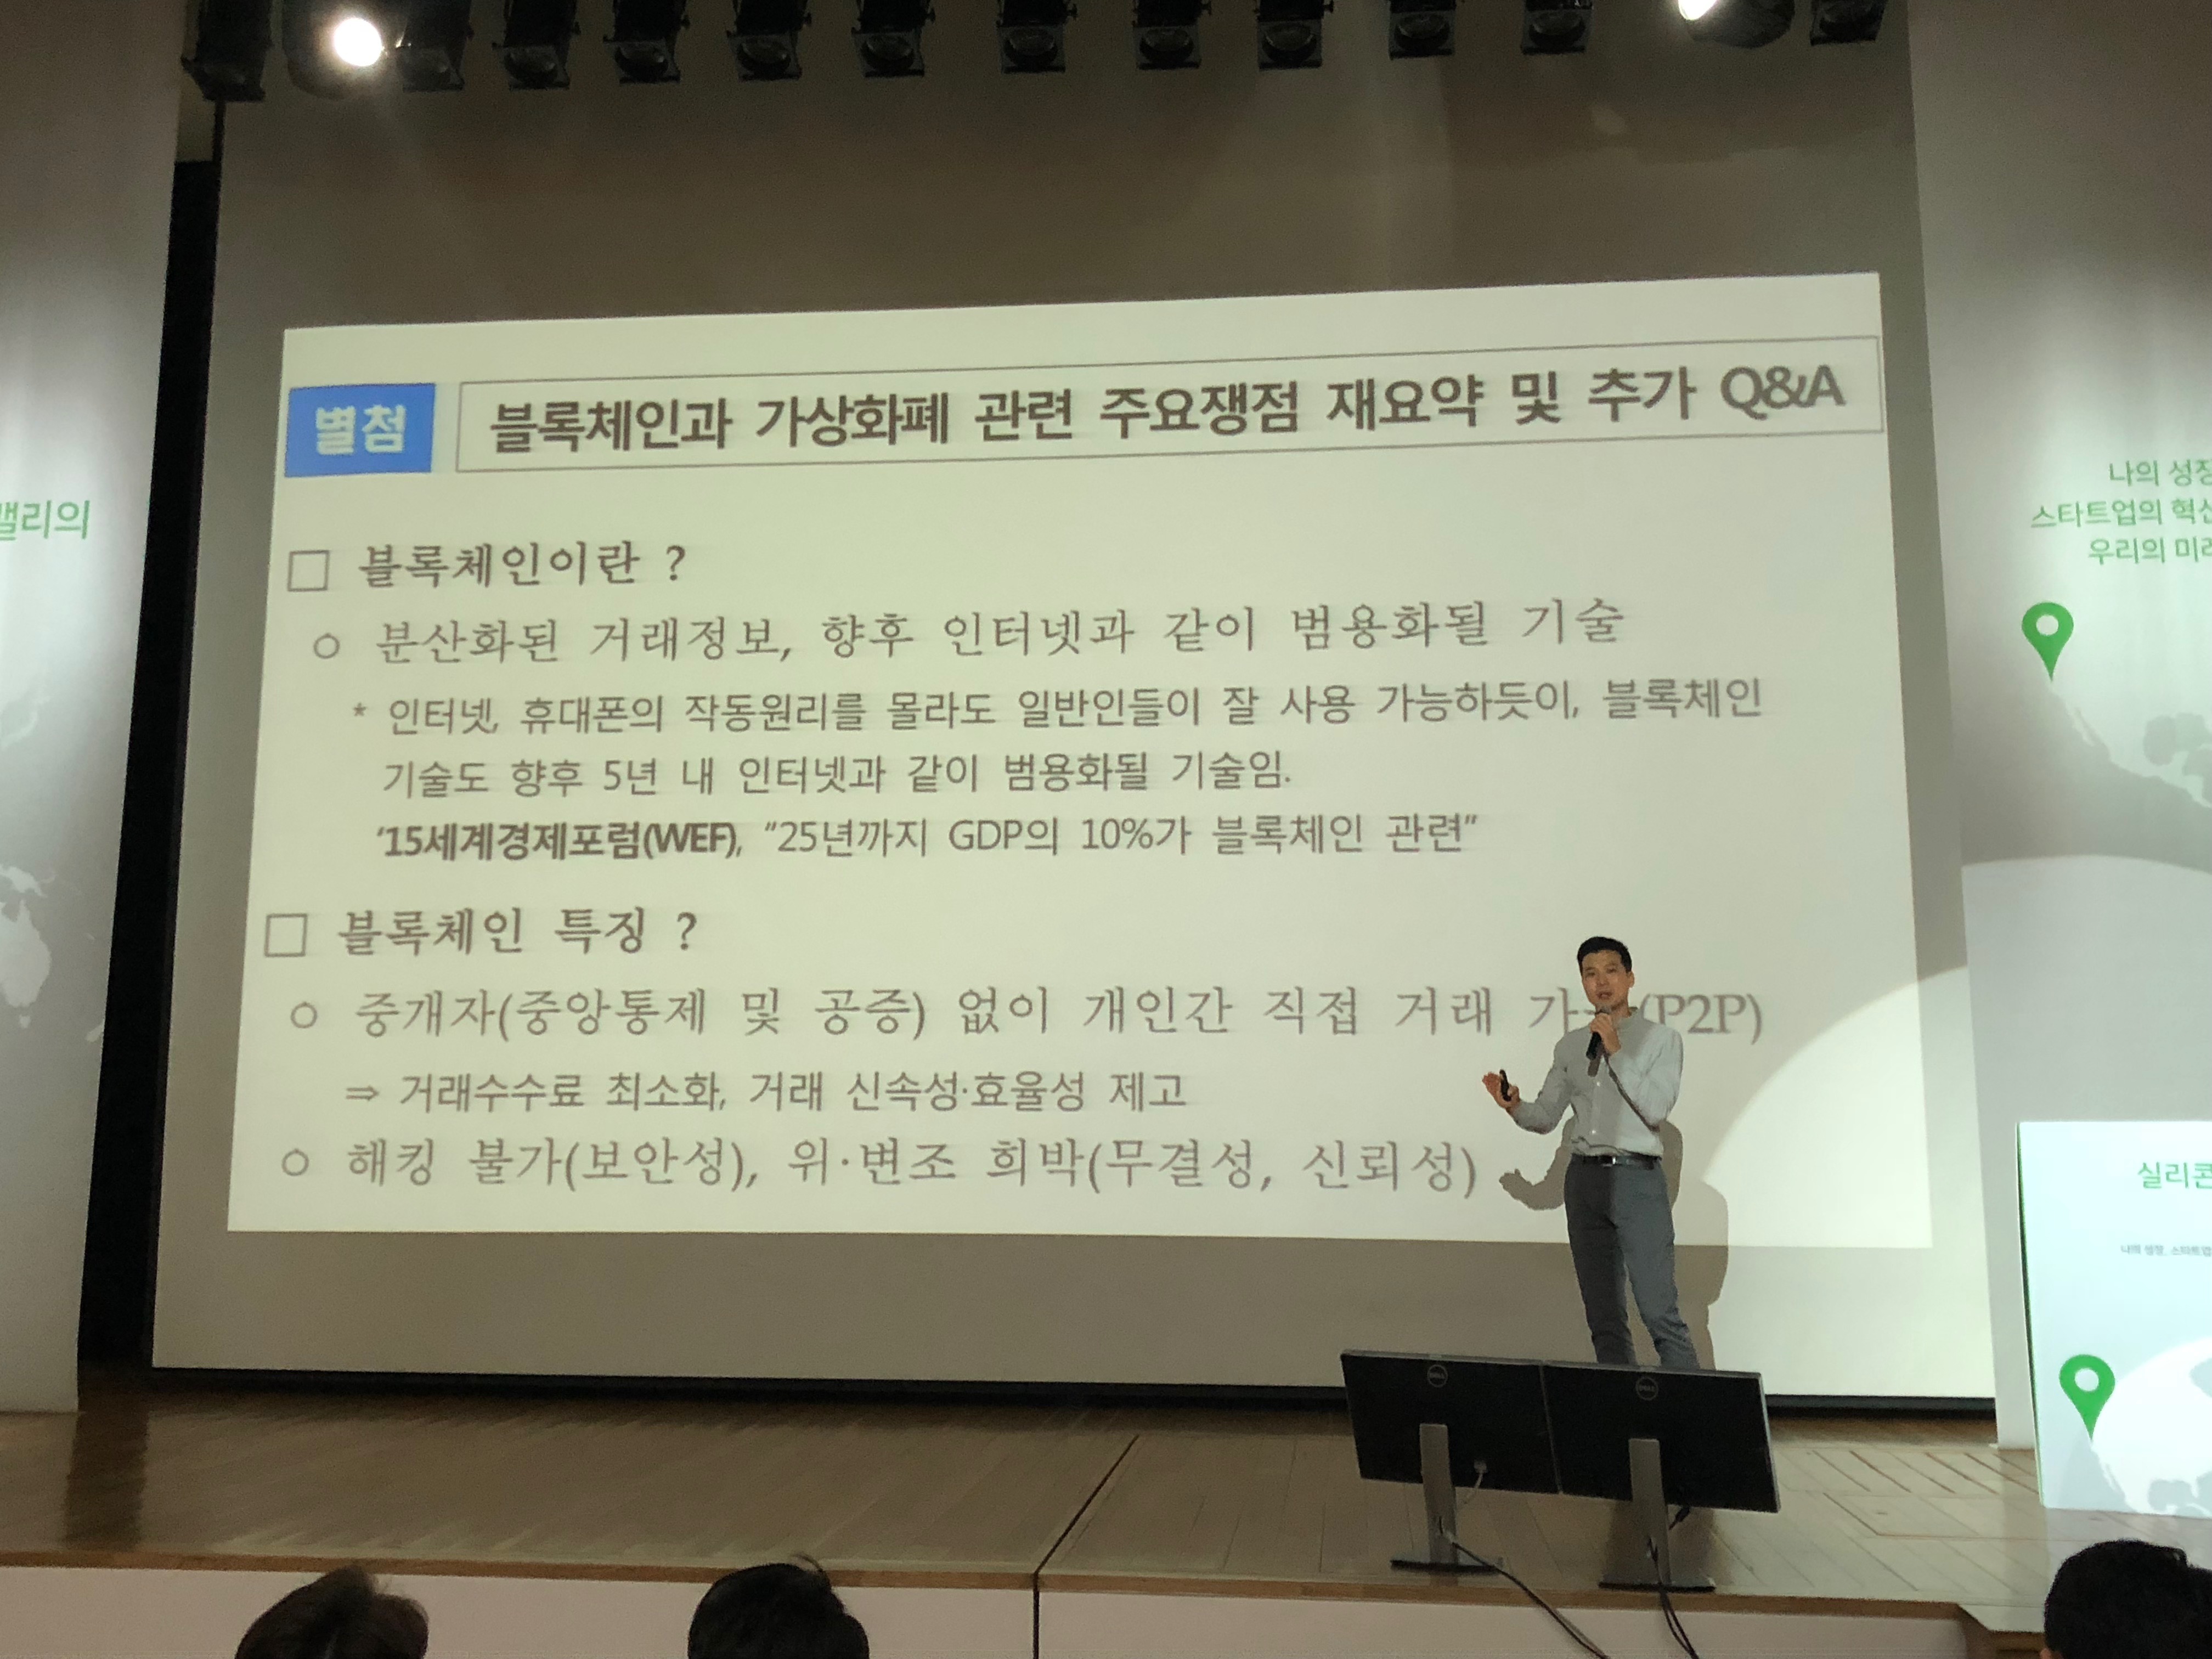 별첨 블록체인과 가상화폐 관련 주요쟁점 재요약 및 추가 Q&A
□ 블록체인이란 ?
○ 분산화된 거래정보, 향후 인터넷과 같이 범용화될 기술
* 인터넷, 휴대폰의 작동원리를 몰라도 일반인들이 잘 사용 가능하듯이, 블록체인
기술도 향후 5년 내 인터넷과 같이 범용화될 기술임.
'15세계경제포럼(WEF), "25년까지 GDP의 10%가 블록체인 관련"
□ 블록체인 특징 ?
○ 중개자(중앙통제 및 공증) 없이 개인간 직접 거래 (P2P)
⇒ 거래수수료 최소화, 거래 신속성·효율성 제고
○ 해킹 불가(보안성), 위·변조 희박(무결성, 신뢰성)
밸리의
나의 성장
스타트업의 혁신
우리의 미래
실리콘
나의 성장, 스타트업
DELL
DELL